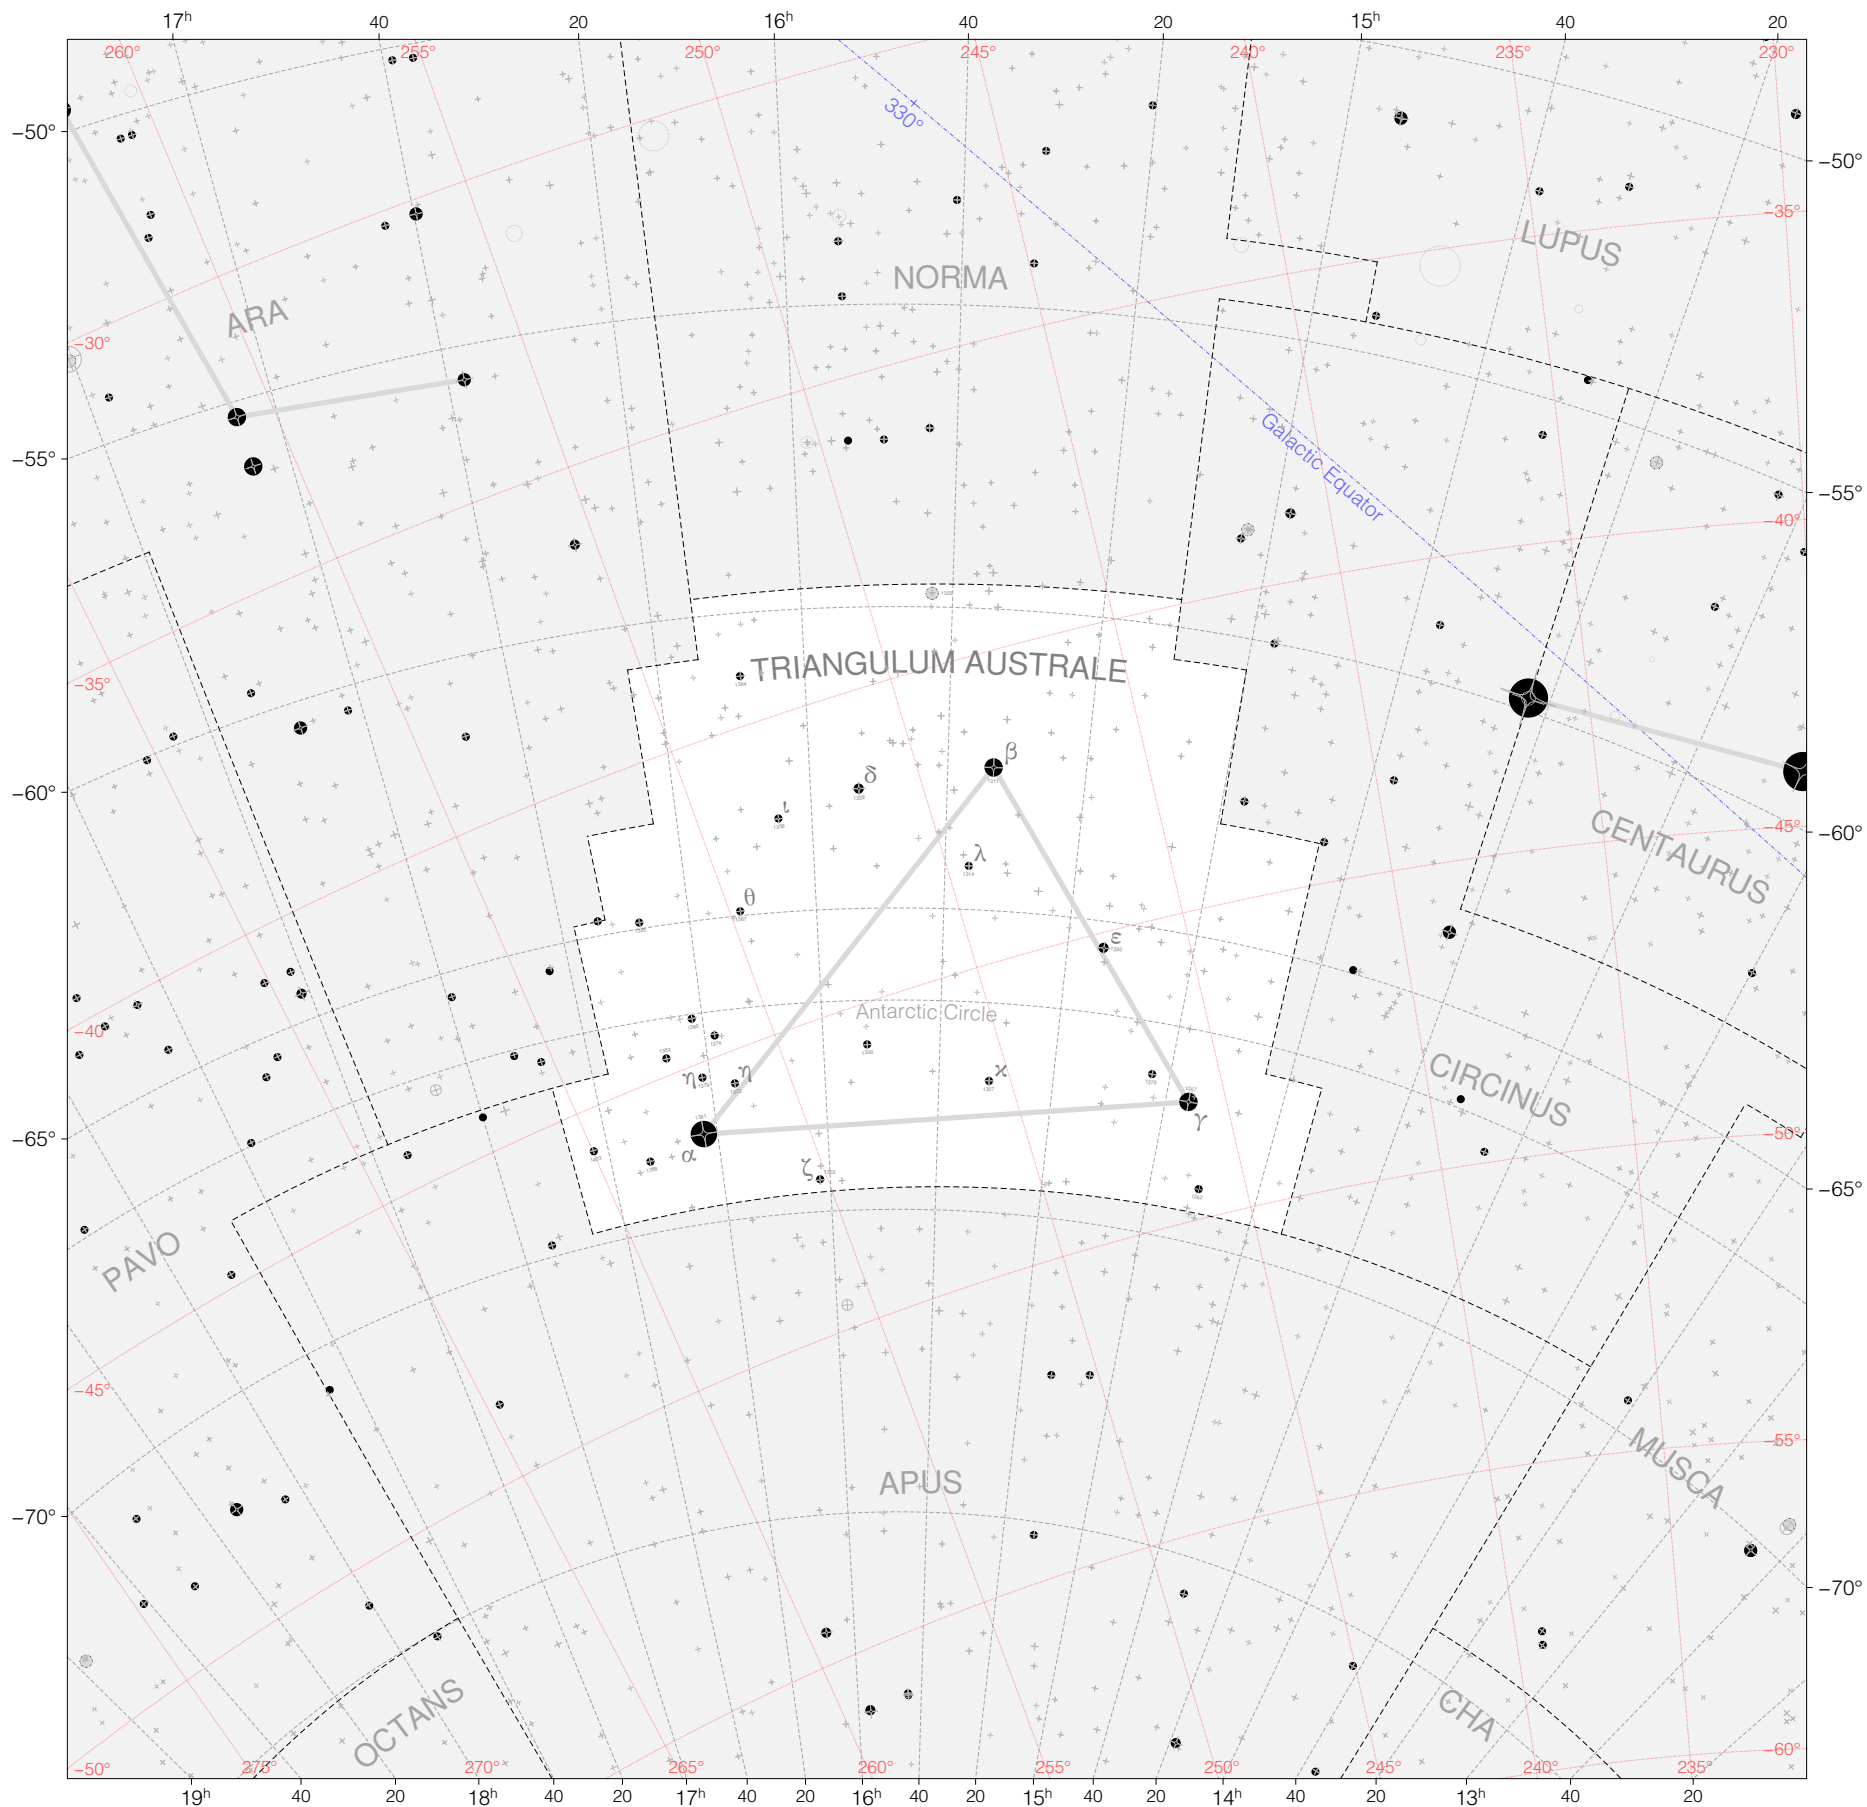 17h 40 20 16h 40 20 15h 40 20
260° 255° 250° 245° 240° 235° 230°
330°
−50°
−50°
−35°
LUPUS
NORMA
ARA
−30°
Galactic Equator
−55°
−55°
−40°
TRIANGULUM AUSTRALE
−35°
β
δ
ι
−60°
−45°
−60°
CENTAURUS
λ
θ
ε
Antarctic Circle
−40°
η η
ϰ
CIRCINUS
γ
−65°
−50°
α
ζ
−65°
PAVO
−45°
−55°
MUSCA
APUS
−70°
−70°
OCTANS
CHA
−50°
−60°
275° 270° 265° 260° 255° 250° 245° 240° 235°
19h 40 20 18h 40 20 17h 40 20 16h 40 20 15h 40 20 14h 40 20 13h 40 20